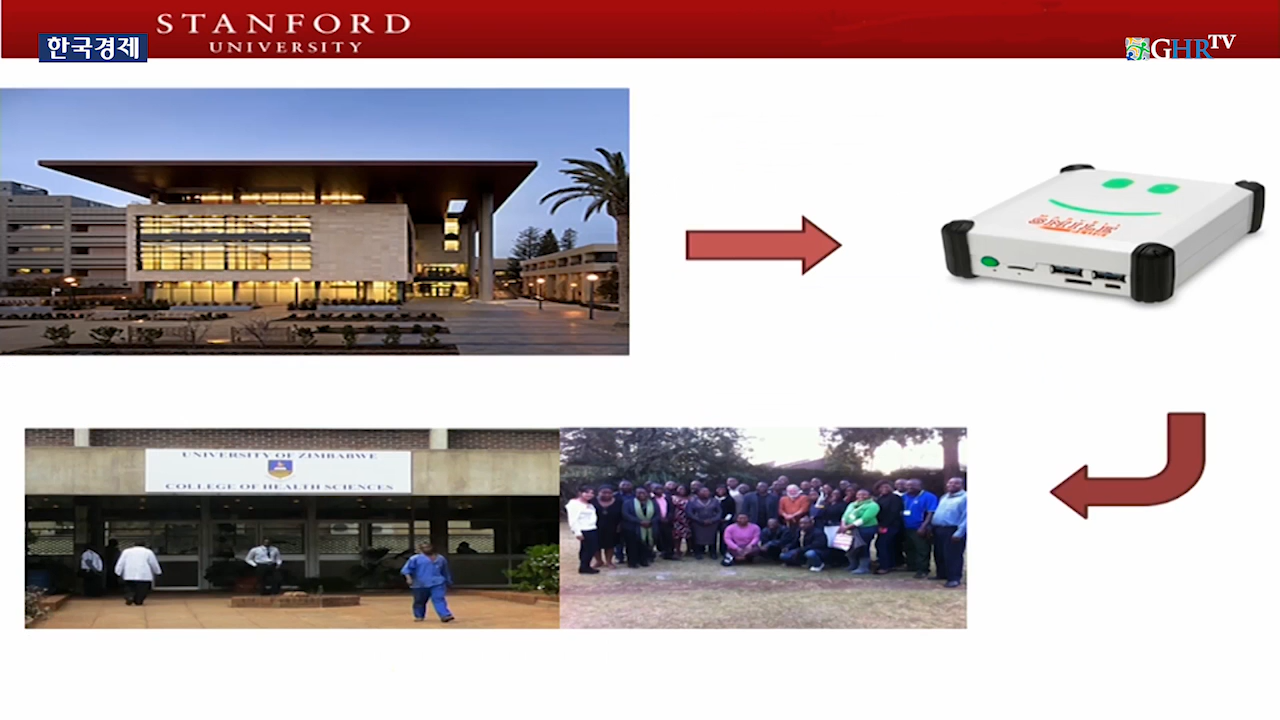 STANFORD
UNIVERSITY
한국경제
GHR TV
UNIVERSITY OF ZIMBABWE
COLLEGE OF HEALTH SCIENCES